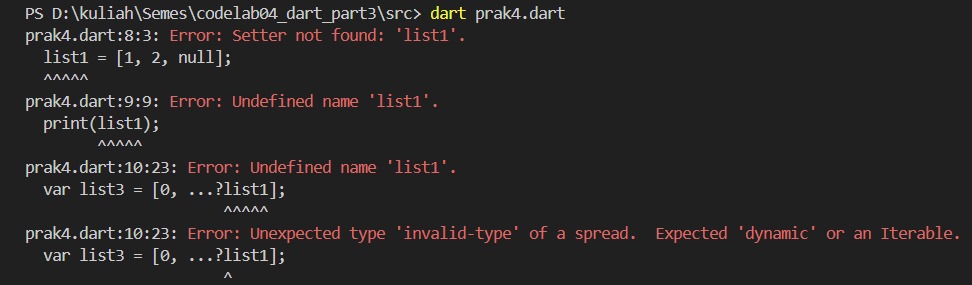 PS D:\kuliah\Semes\codelab04_dart_part3\src> dart prak4.dart
prak4.dart:8:3: Error: Setter not found: 'list1'.
  list1 = [1, 2, null];
  ^^^^^
prak4.dart:9:9: Error: Undefined name 'list1'.
  print(list1);
        ^^^^^
prak4.dart:10:23: Error: Undefined name 'list1'.
  var list3 = [0, ...?list1];
                      ^^^^^
prak4.dart:10:23: Error: Unexpected type 'invalid-type' of a spread.  Expected 'dynamic' or an Iterable.
  var list3 = [0, ...?list1];
                      ^